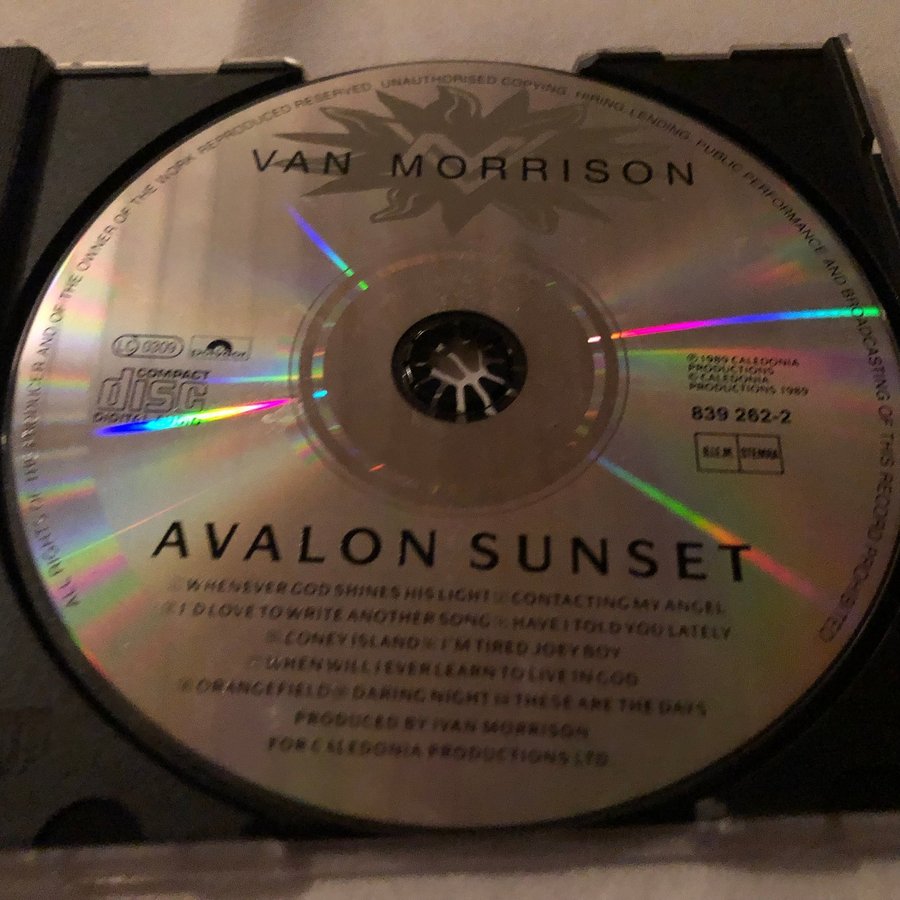 ALL RIGHTS OF THE PRODUCER AND OF THE OWNER OF THE WORK REPRODUCED RESERVED. UNAUTHORISED COPYING, HIRING, LENDING, PUBLIC PERFORMANCE AND BROADCASTING OF THIS RECORD PROHIBITED
VAN MORRISON
LC 0309
COMPACT
disc
DIGITAL AUDIO
℗ 1989 CALEDONIA
PRODUCTIONS
© CALEDONIA
PRODUCTIONS 1989
839 262-2
B.I.E.M. STEMRA
AVALON SUNSET
WHENEVER GOD SHINES HIS LIGHT CONTACTING MY ANGEL
I'D LOVE TO WRITE ANOTHER SONG HAVE I TOLD YOU LATELY
CONEY ISLAND I'M TIRED JOEY BOY
WHEN WILL I EVER LEARN TO LIVE IN GOD
ORANGEFIELD DARING NIGHT THESE ARE THE DAYS
PRODUCED BY IVAN MORRISON
FOR CALEDONIA PRODUCTIONS LTD